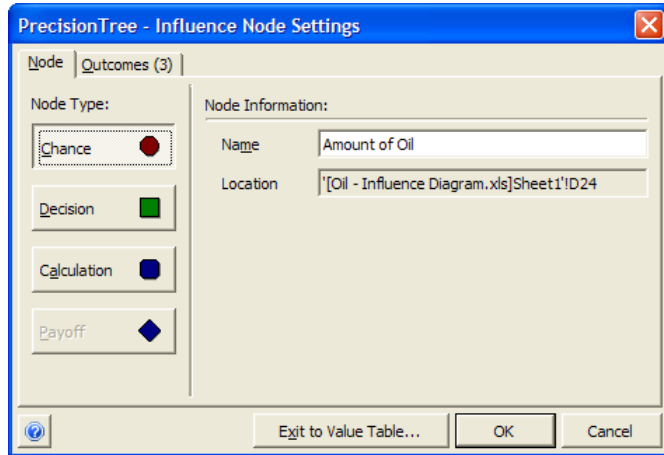 PrecisionTree - Influence Node Settings
Node
Outcomes (3)
Node Type:
Chance
Decision
Calculation
Payoff
Node Information:
Name
Amount of Oil
Location
'[Oil - Influence Diagram.xls]Sheet1'!D24
Exit to Value Table...
OK
Cancel